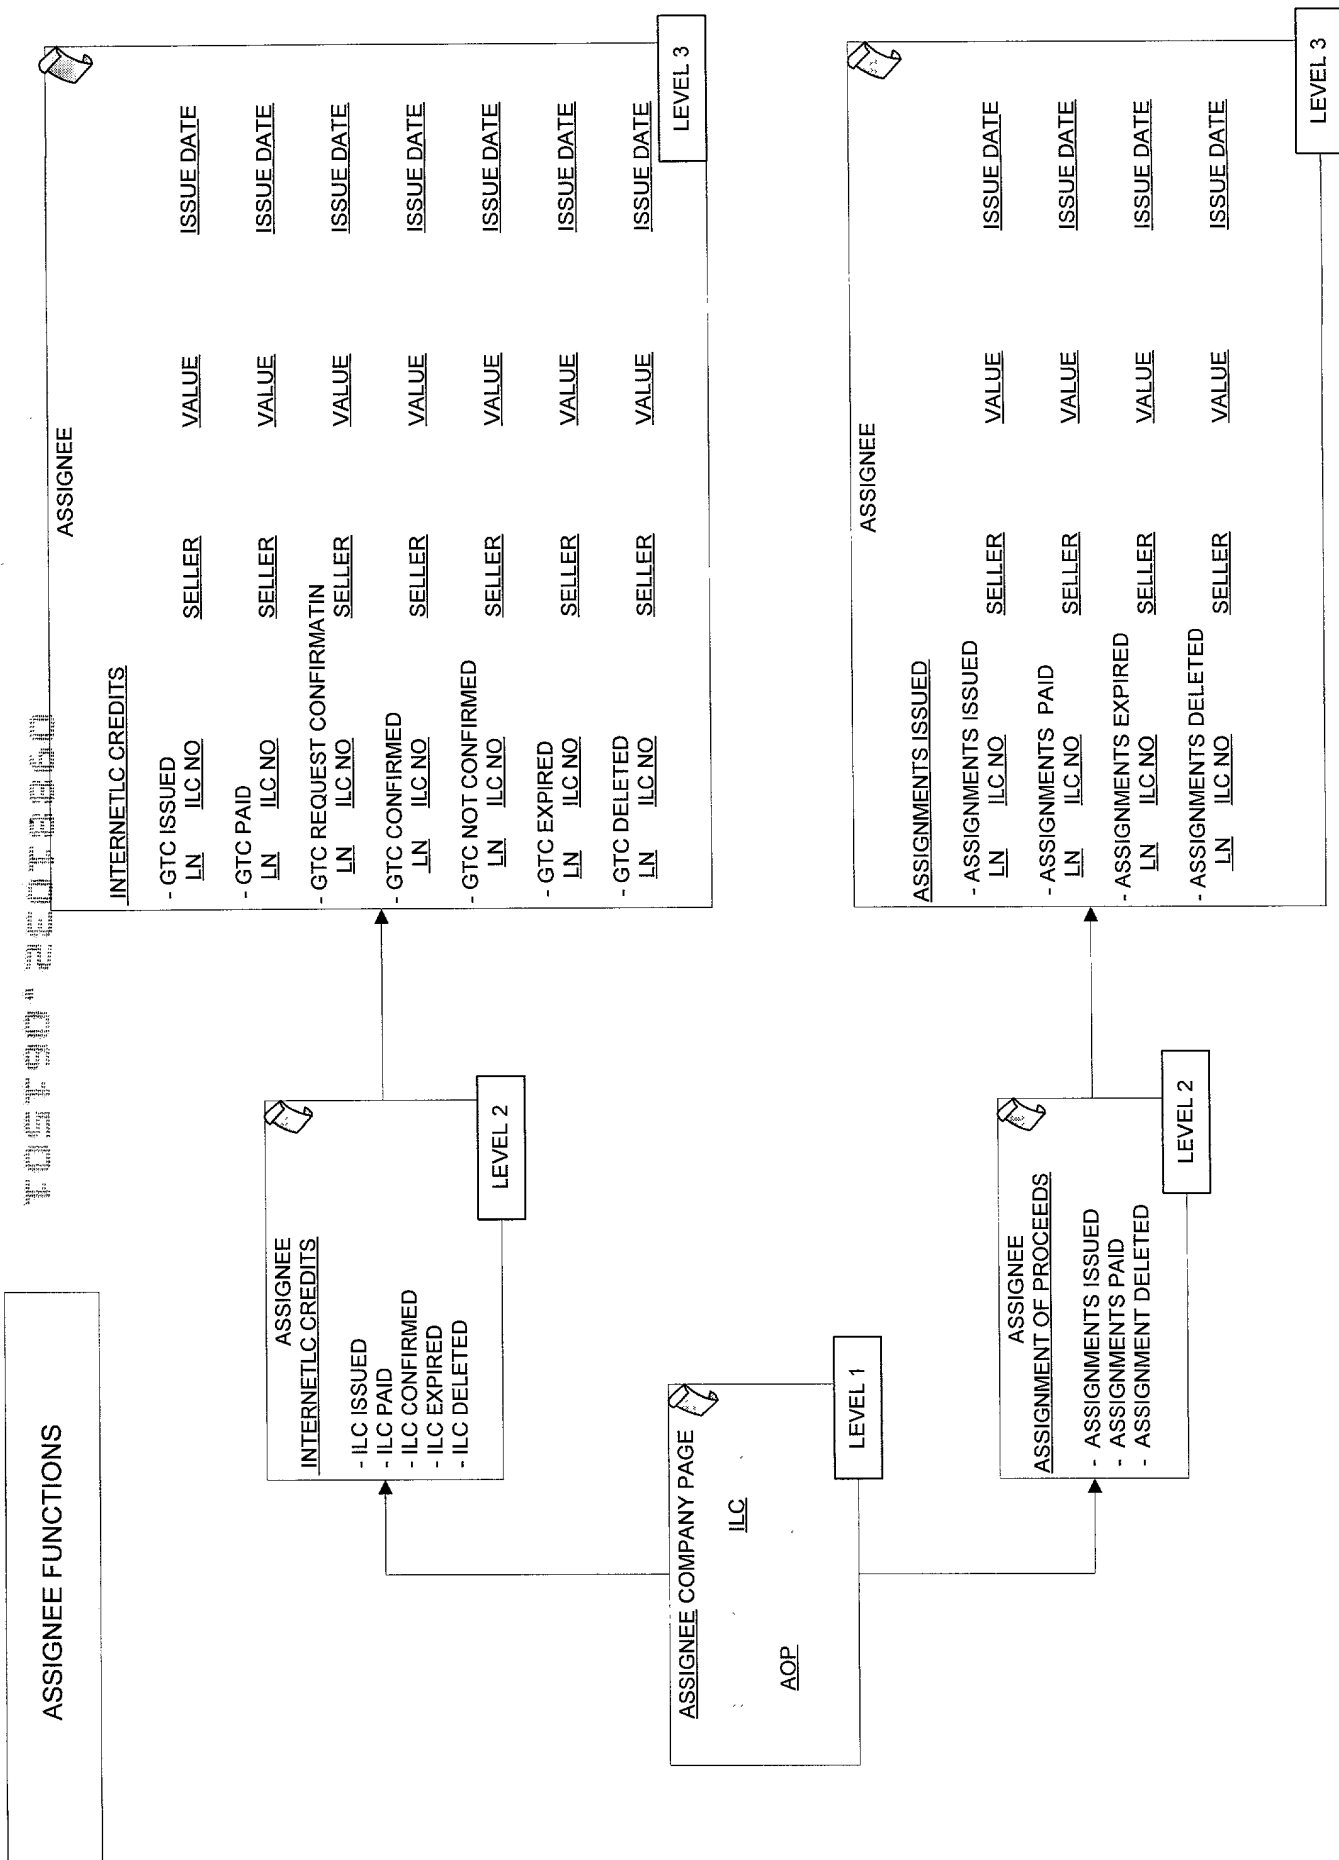 ASSIGNEE FUNCTIONS
ASSIGNEE COMPANY PAGE
ILC
AOP
LEVEL 1
ASSIGNEE
INTERNETLC CREDITS
- ILC ISSUED
- ILC PAID
- ILC CONFIRMED
- ILC EXPIRED
- ILC DELETED
LEVEL 2
ASSIGNEE
ASSIGNMENT OF PROCEEDS
- ASSIGNMENTS ISSUED
- ASSIGNMENTS PAID
- ASSIGNMENT DELETED
LEVEL 2
ASSIGNEE
INTERNETLC CREDITS
- GTC ISSUED
LN ILC NO SELLER VALUE ISSUE DATE
- GTC PAID
LN ILC NO SELLER VALUE ISSUE DATE
- GTC REQUEST CONFIRMATIN
LN ILC NO SELLER VALUE ISSUE DATE
- GTC CONFIRMED
LN ILC NO SELLER VALUE ISSUE DATE
- GTC NOT CONFIRMED
LN ILC NO SELLER VALUE ISSUE DATE
- GTC EXPIRED
LN ILC NO SELLER VALUE ISSUE DATE
- GTC DELETED
LN ILC NO SELLER VALUE ISSUE DATE
LEVEL 3
ASSIGNEE
ASSIGNMENTS ISSUED
- ASSIGNMENTS ISSUED
LN ILC NO SELLER VALUE ISSUE DATE
- ASSIGNMENTS PAID
LN ILC NO SELLER VALUE ISSUE DATE
- ASSIGNMENTS EXPIRED
LN ILC NO SELLER VALUE ISSUE DATE
- ASSIGNMENTS DELETED
LN ILC NO SELLER VALUE ISSUE DATE
LEVEL 3